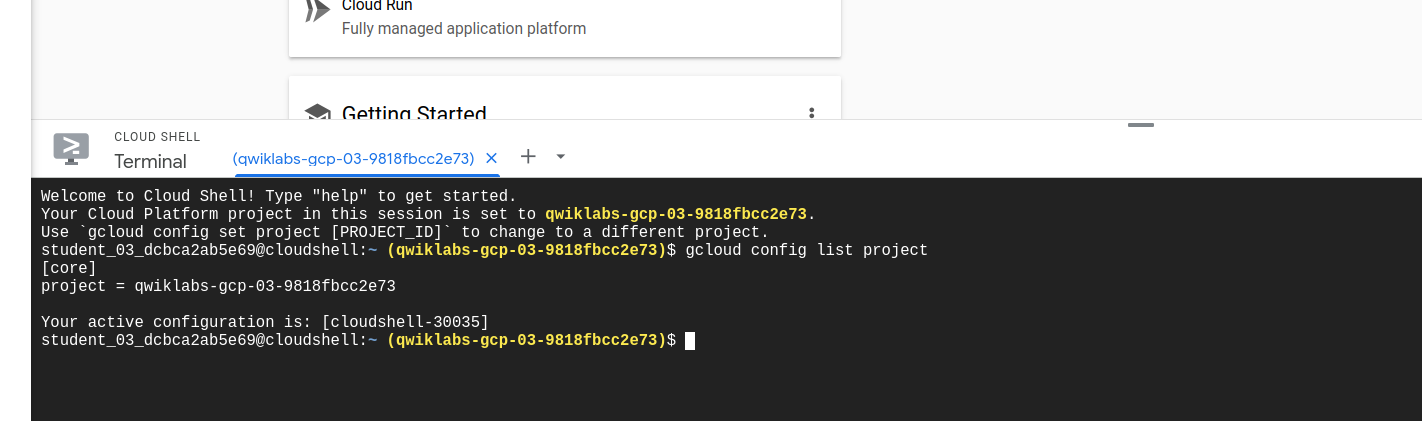 Cloud Run
Fully managed application platform
Getting Started
CLOUD SHELL
Terminal
(qwiklabs-gcp-03-9818fbcc2e73)
Welcome to Cloud Shell! Type "help" to get started.
Your Cloud Platform project in this session is set to qwiklabs-gcp-03-9818fbcc2e73.
Use `gcloud config set project [PROJECT_ID]` to change to a different project.
student_03_dcbca2ab5e69@cloudshell:~ (qwiklabs-gcp-03-9818fbcc2e73)$ gcloud config list project
[core]
project = qwiklabs-gcp-03-9818fbcc2e73
Your active configuration is: [cloudshell-30035]
student_03_dcbca2ab5e69@cloudshell:~ (qwiklabs-gcp-03-9818fbcc2e73)$